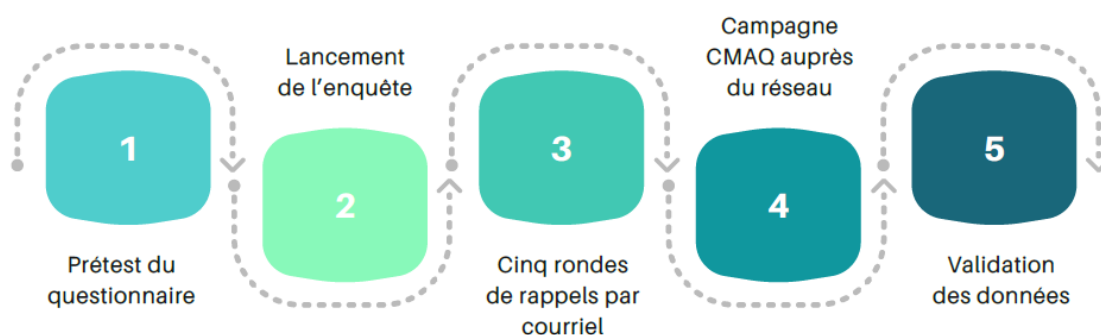 1
Prétest du
questionnaire
Lancement
de l’enquête
2
3
Cinq rondes
de rappels par
courriel
Campagne
CMAQ auprès
du réseau
4
5
Validation
des données